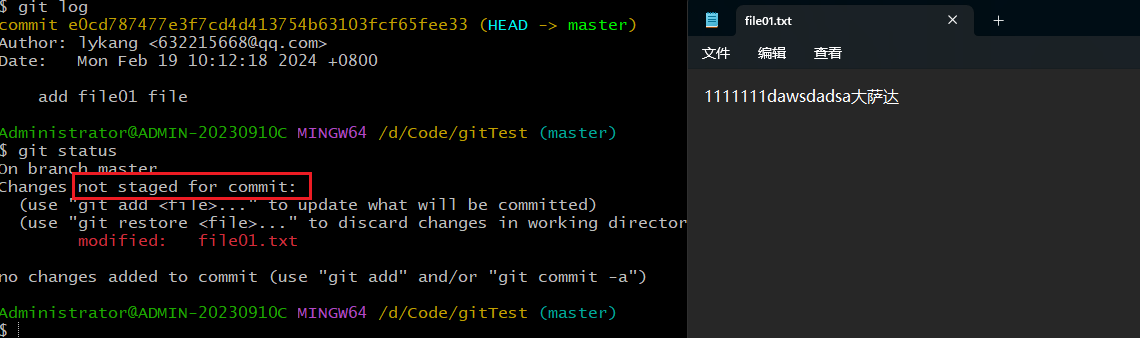 $ git log
commit e0cd787477e3f7cd4d413754b63103fcf65fee33 (HEAD -> master)
Author: lykang <632215668@qq.com>
Date:   Mon Feb 19 10:12:18 2024 +0800
add file01 file
Administrator@ADMIN-20230910C MINGW64 /d/Code/gitTest (master)
$ git status
On branch master
Changes not staged for commit:
(use "git add <file>..." to update what will be committed)
(use "git restore <file>..." to discard changes in working director
modified:   file01.txt
no changes added to commit (use "git add" and/or "git commit -a")
Administrator@ADMIN-20230910C MINGW64 /d/Code/gitTest (master)
$
file01.txt
文件 编辑 查看
1111111dawsdadsa大萨达